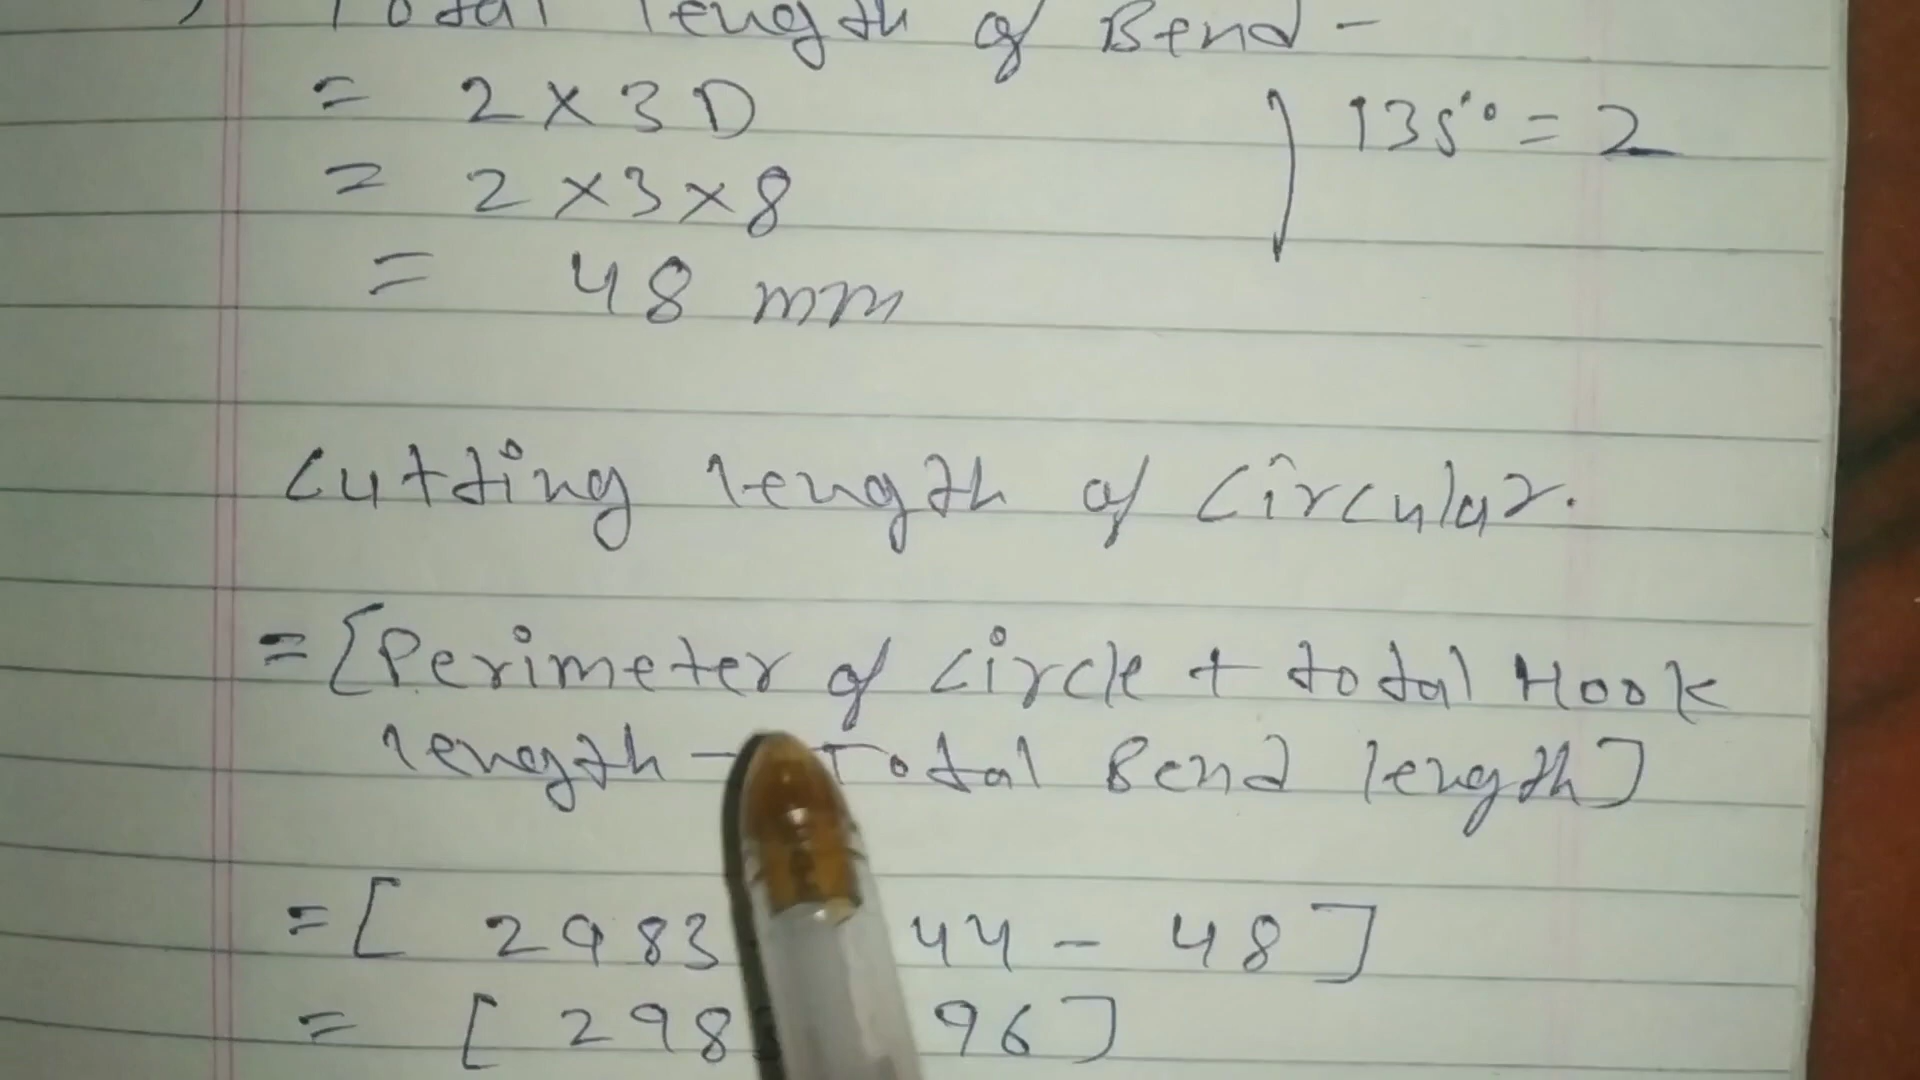 Total length of Bend -
= 2 × 3 D
135° = 2
= 2 × 3 × 8
= 48 mm
Cutting length of Circular.
= [Perimeter of circle + total Hook
length - Total Bend length]
= [ 2983 44 - 48 ]
= [ 298 96 ]